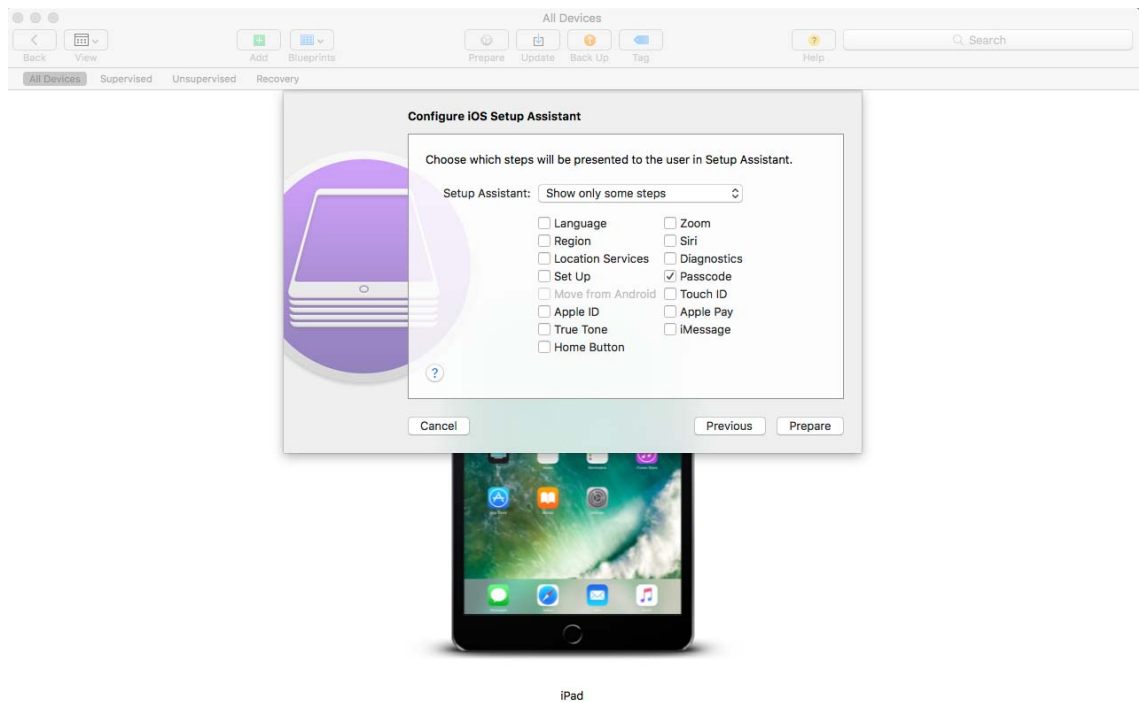 All Devices
Search
Back View Add Blueprints Prepare Update Back Up Tag Help
All Devices Supervised Unsupervised Recovery
Configure iOS Setup Assistant
Choose which steps will be presented to the user in Setup Assistant.
Setup Assistant: Show only some steps
Language Zoom
Region Siri
Location Services Diagnostics
Set Up Passcode
Move from Android Touch ID
Apple ID Apple Pay
True Tone iMessage
Home Button
?
Cancel Previous Prepare
iPad